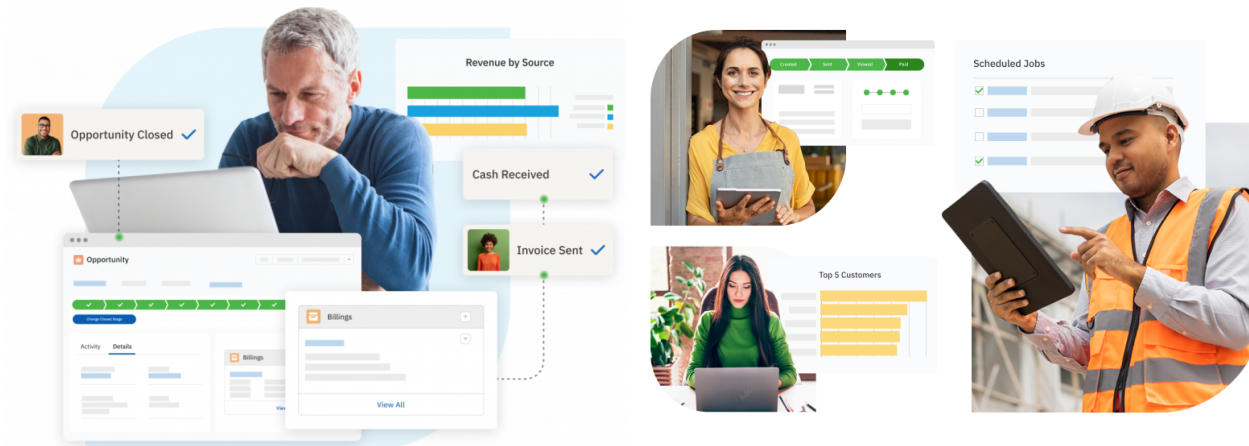 Revenue by Source
Opportunity Closed
Cash Received
Invoice Sent
Opportunity
Change Closed Stage
Activity Details
Billings
Billings
View All
Created Sent Viewed Paid
Scheduled Jobs
Top 5 Customers